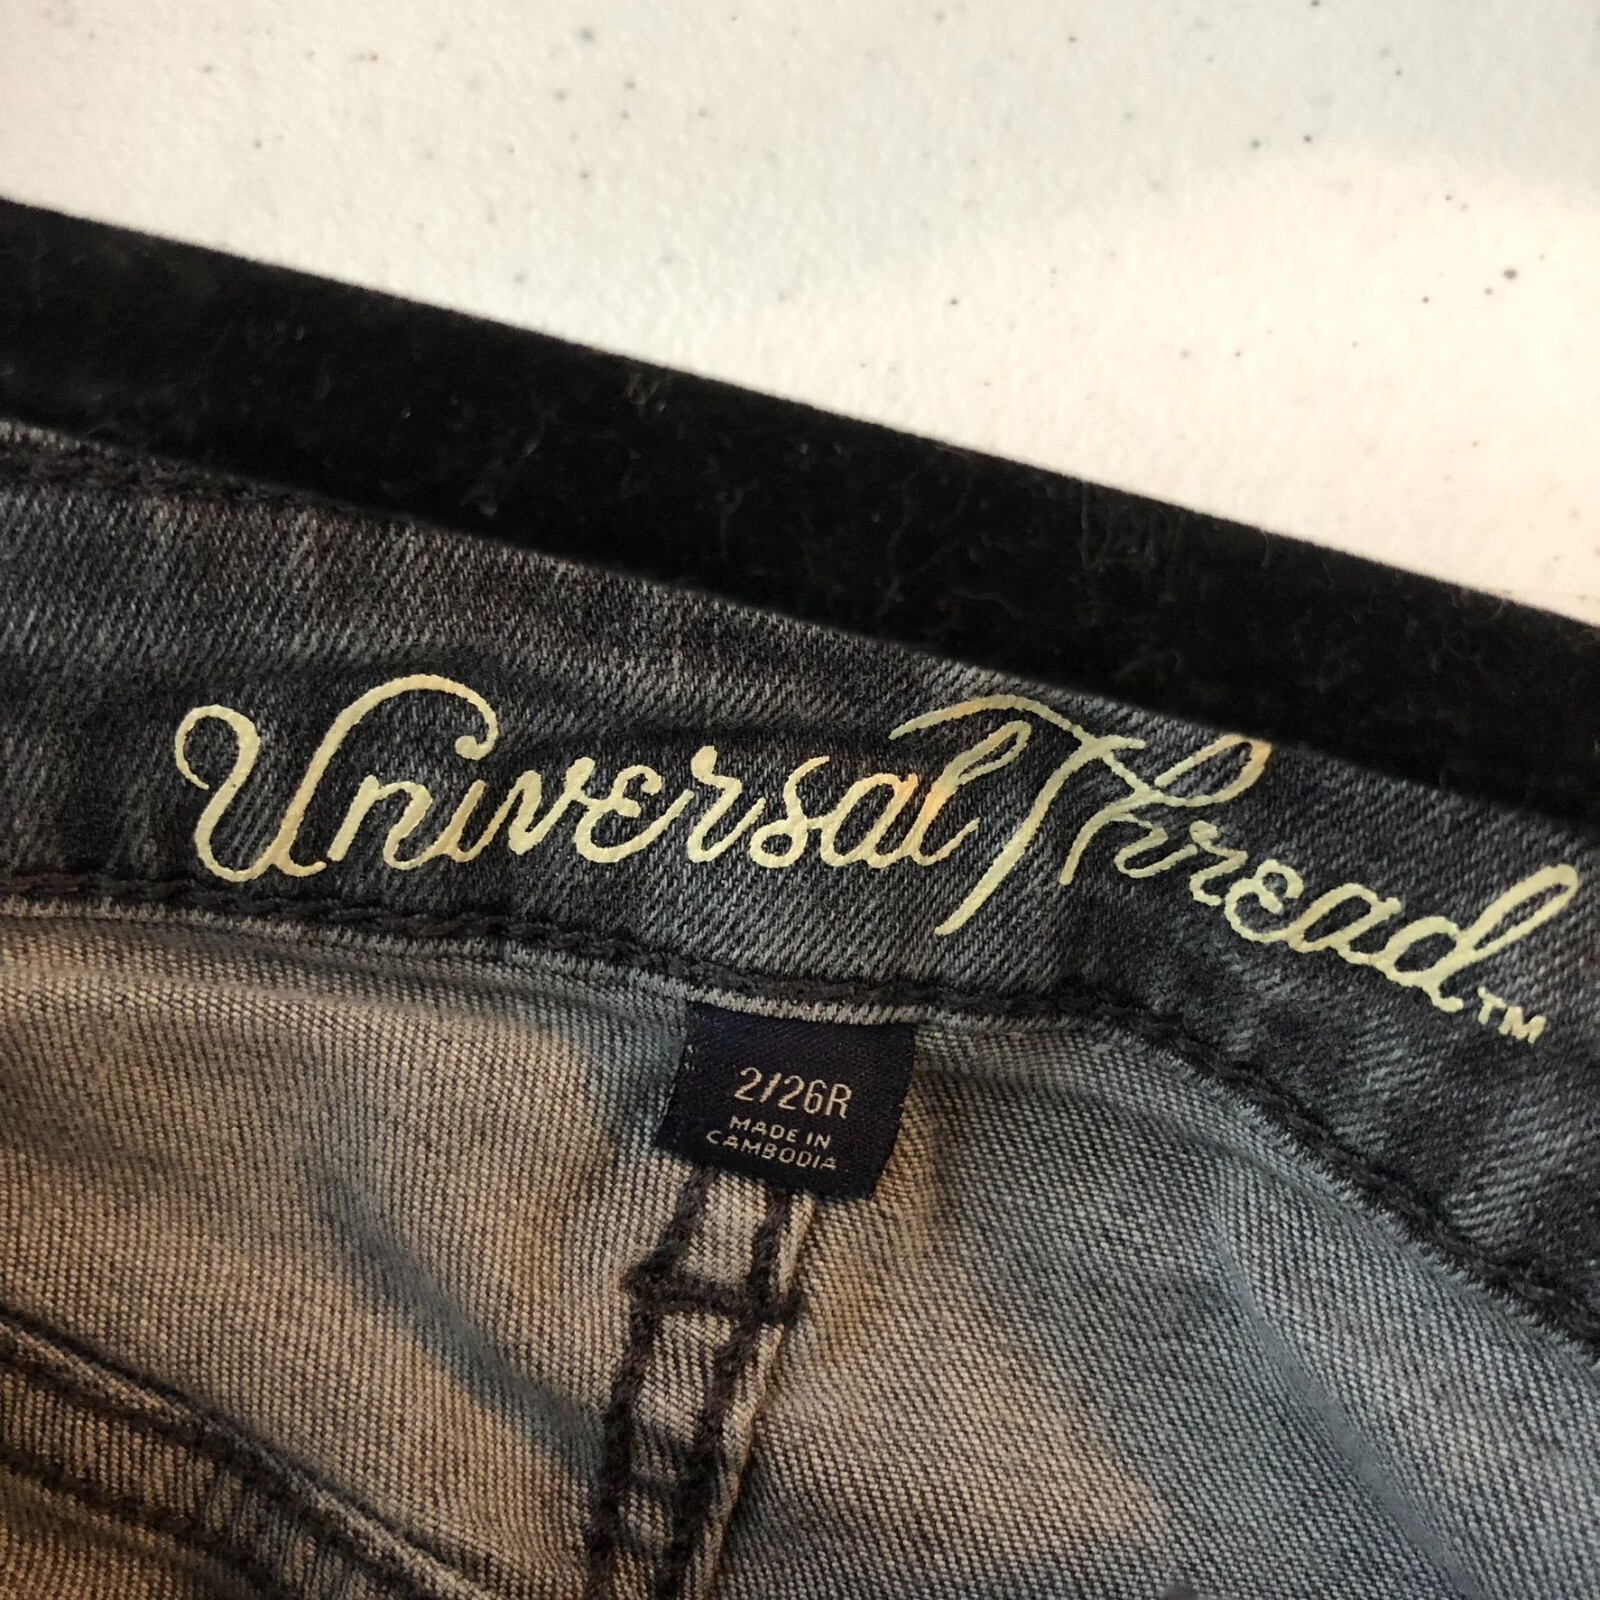 Universal Thread™
2/26R
MADE IN
CAMBODIA